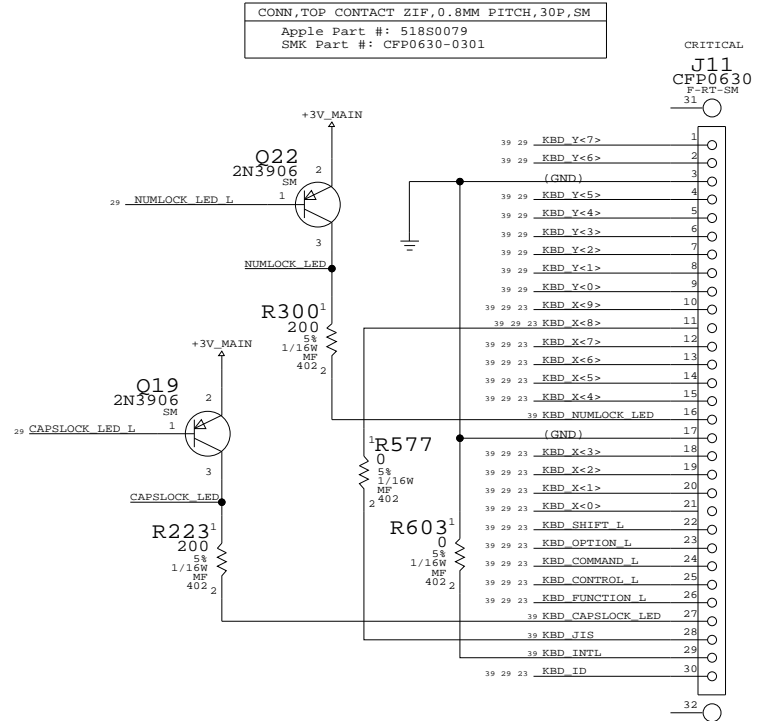 CONN,TOP CONTACT ZIF,0.8MM PITCH,30P,SM
Apple Part #: 518S0079
SMK Part #: CFP0630-0301
CRITICAL
J11
CFP0630
F-RT-SM
31
+3V_MAIN
Q22
2N3906
SM
2
1
3
29 NUMLOCK_LED_L
NUMLOCK_LED
R300
1
200
5%
1/16W
MF
402
2
+3V_MAIN
Q19
2N3906
SM
2
1
3
29 CAPSLOCK_LED_L
CAPSLOCK_LED
R223
1
200
5%
1/16W
MF
402
2
1
R577
0
5%
1/16W
MF
402
2
R603
1
0
5%
1/16W
MF
402
2
39 29 KBD_Y<7> 1
39 29 KBD_Y<6> 2
(GND) 3
39 29 KBD_Y<5> 4
39 29 KBD_Y<4> 5
39 29 KBD_Y<3> 6
39 29 KBD_Y<2> 7
39 29 KBD_Y<1> 8
39 29 KBD_Y<0> 9
39 29 23 KBD_X<9> 10
39 29 23 KBD_X<8> 11
39 29 23 KBD_X<7> 12
39 29 23 KBD_X<6> 13
39 29 23 KBD_X<5> 14
39 29 23 KBD_X<4> 15
39 KBD_NUMLOCK_LED 16
(GND) 17
39 29 23 KBD_X<3> 18
39 29 23 KBD_X<2> 19
39 29 23 KBD_X<1> 20
39 29 23 KBD_X<0> 21
39 29 23 KBD_SHIFT_L 22
39 29 23 KBD_OPTION_L 23
39 29 23 KBD_COMMAND_L 24
39 29 23 KBD_CONTROL_L 25
39 29 23 KBD_FUNCTION_L 26
39 KBD_CAPSLOCK_LED 27
39 KBD_JIS 28
39 KBD_INTL 29
39 29 23 KBD_ID 30
32